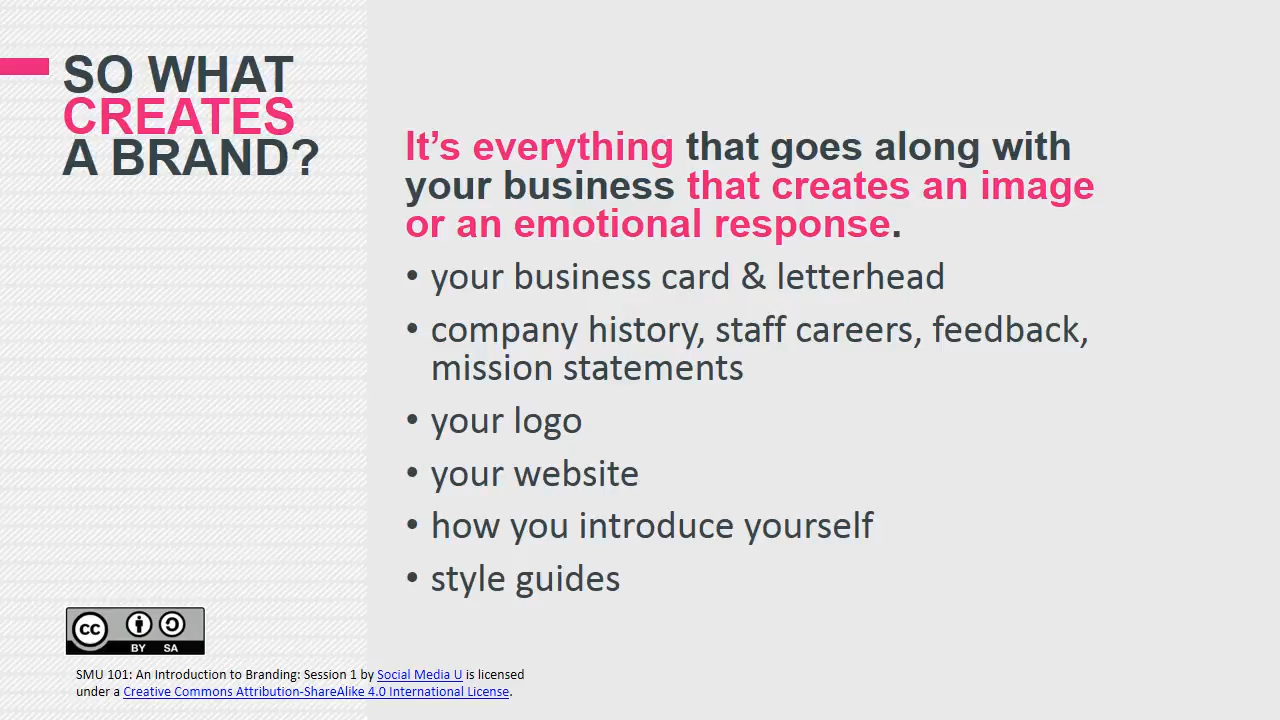 SO WHAT
CREATES
A BRAND?
It’s everything that goes along with
your business that creates an image
or an emotional response.
• your business card & letterhead
• company history, staff careers, feedback,
mission statements
• your logo
• your website
• how you introduce yourself
• style guides
cc
BY SA
SMU 101: An Introduction to Branding: Session 1 by Social Media U is licensed
under a Creative Commons Attribution-ShareAlike 4.0 International License.